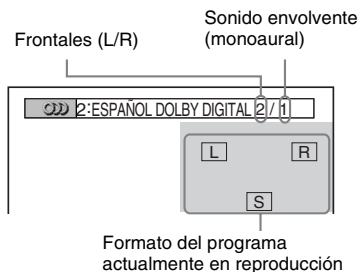 Sonido envolvente
(monoaural)
Frontales (L/R)
2:ESPAÑOL DOLBY DIGITAL 2 / 1
L R
S
Formato del programa
actualmente en reproducción